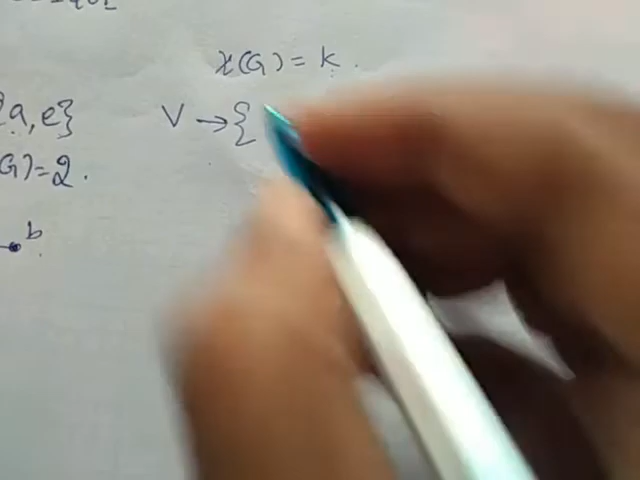 χ(G) = k.
a, e}
V → {
G) = 2.
b